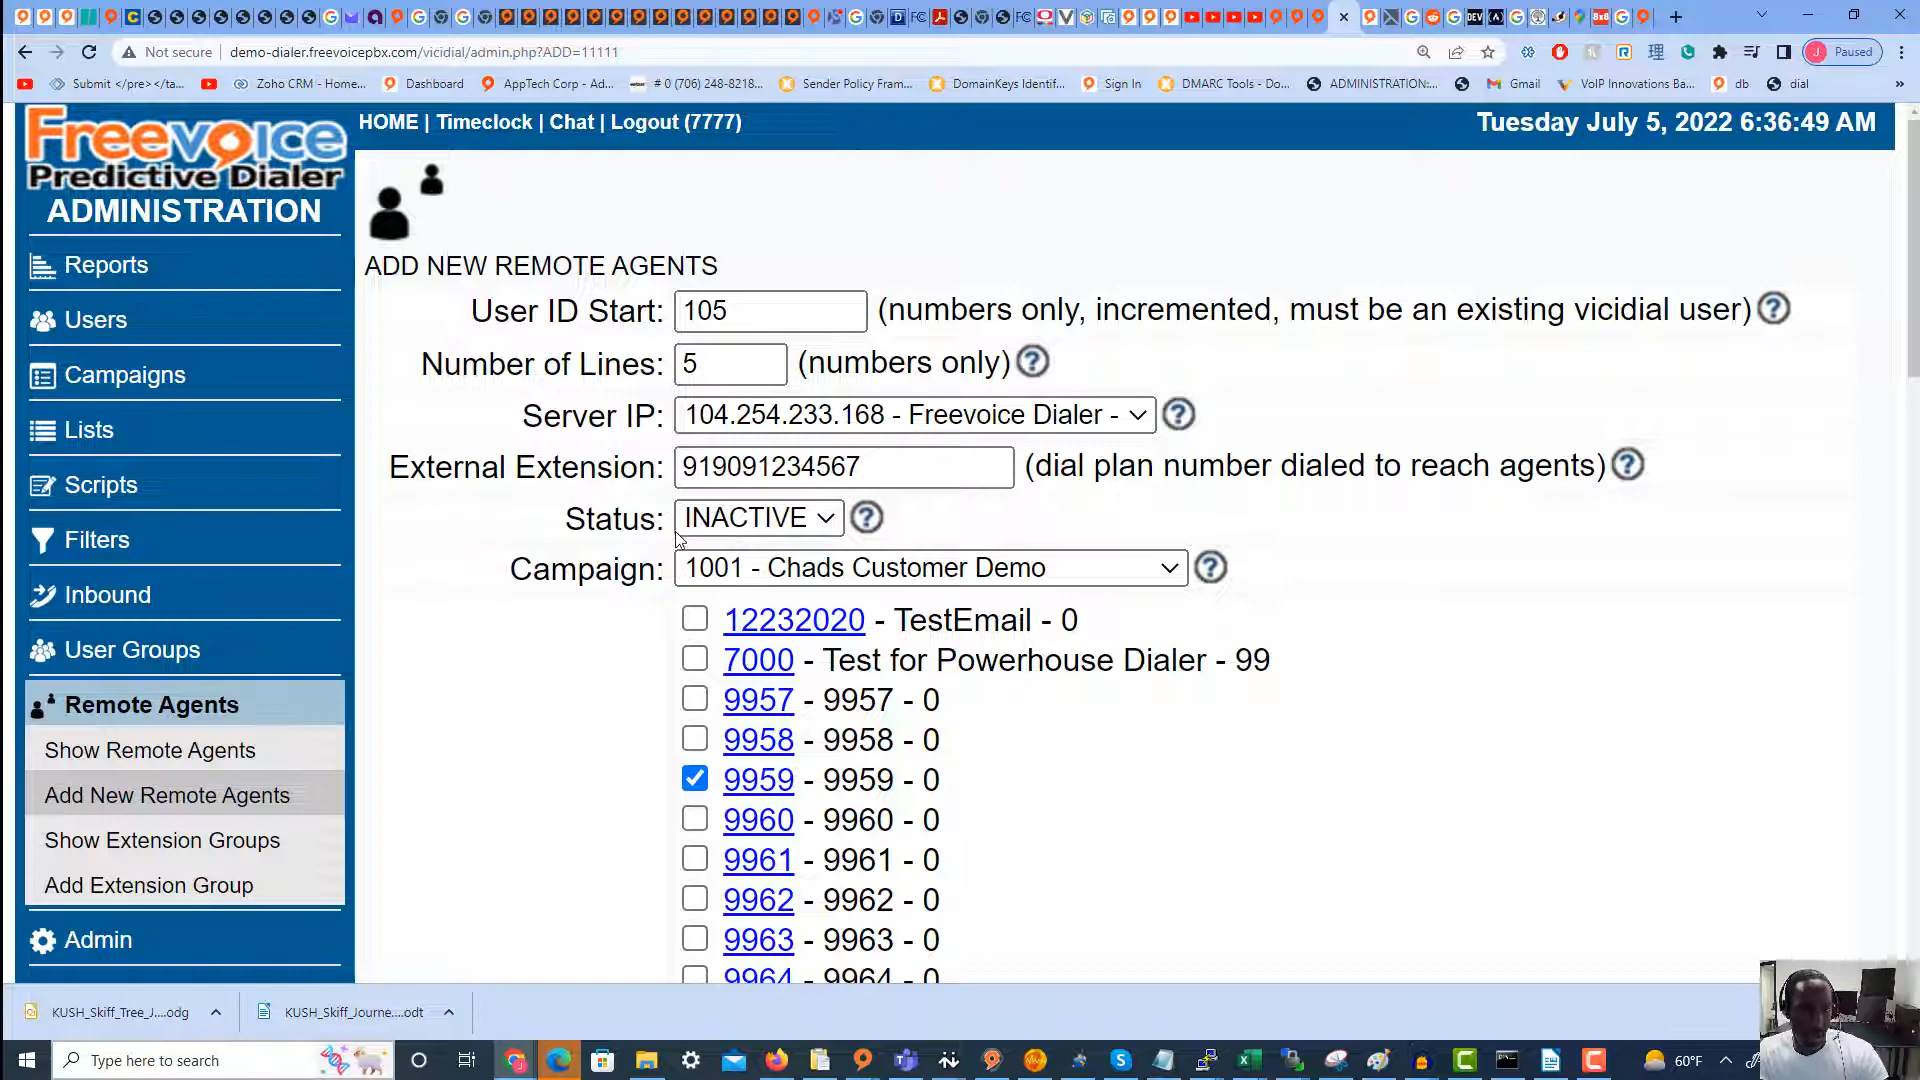 Not secure | demo-dialer.freevoicepbx.com/vicidial/admin.php?ADD=11111
Paused
Submit </pre></ta...
Zoho CRM - Home...
Dashboard
AppTech Corp - Ad...
# 0 (706) 248-8218...
Sender Policy Fram...
DomainKeys Identif...
Sign In
DMARC Tools - Do...
ADMINISTRATION:...
Gmail
VoIP Innovations Ba...
db
dial
Freevoice
Predictive Dialer
ADMINISTRATION
HOME | Timeclock | Chat | Logout (7777)
Tuesday July 5, 2022 6:36:49 AM
Reports
Users
Campaigns
Lists
Scripts
Filters
Inbound
User Groups
Remote Agents
Show Remote Agents
Add New Remote Agents
Show Extension Groups
Add Extension Group
Admin
ADD NEW REMOTE AGENTS
User ID Start: 105 (numbers only, incremented, must be an existing vicidial user)
Number of Lines: 5 (numbers only)
Server IP: 104.254.233.168 - Freevoice Dialer -
External Extension: 919091234567 (dial plan number dialed to reach agents)
Status: INACTIVE
Campaign: 1001 - Chads Customer Demo
12232020 - TestEmail - 0
7000 - Test for Powerhouse Dialer - 99
9957 - 9957 - 0
9958 - 9958 - 0
9959 - 9959 - 0
9960 - 9960 - 0
9961 - 9961 - 0
9962 - 9962 - 0
9963 - 9963 - 0
9964 - 9964 - 0
KUSH_Skiff_Tree_J....odg
KUSH_Skiff_Journe....odt
Type here to search
60°F